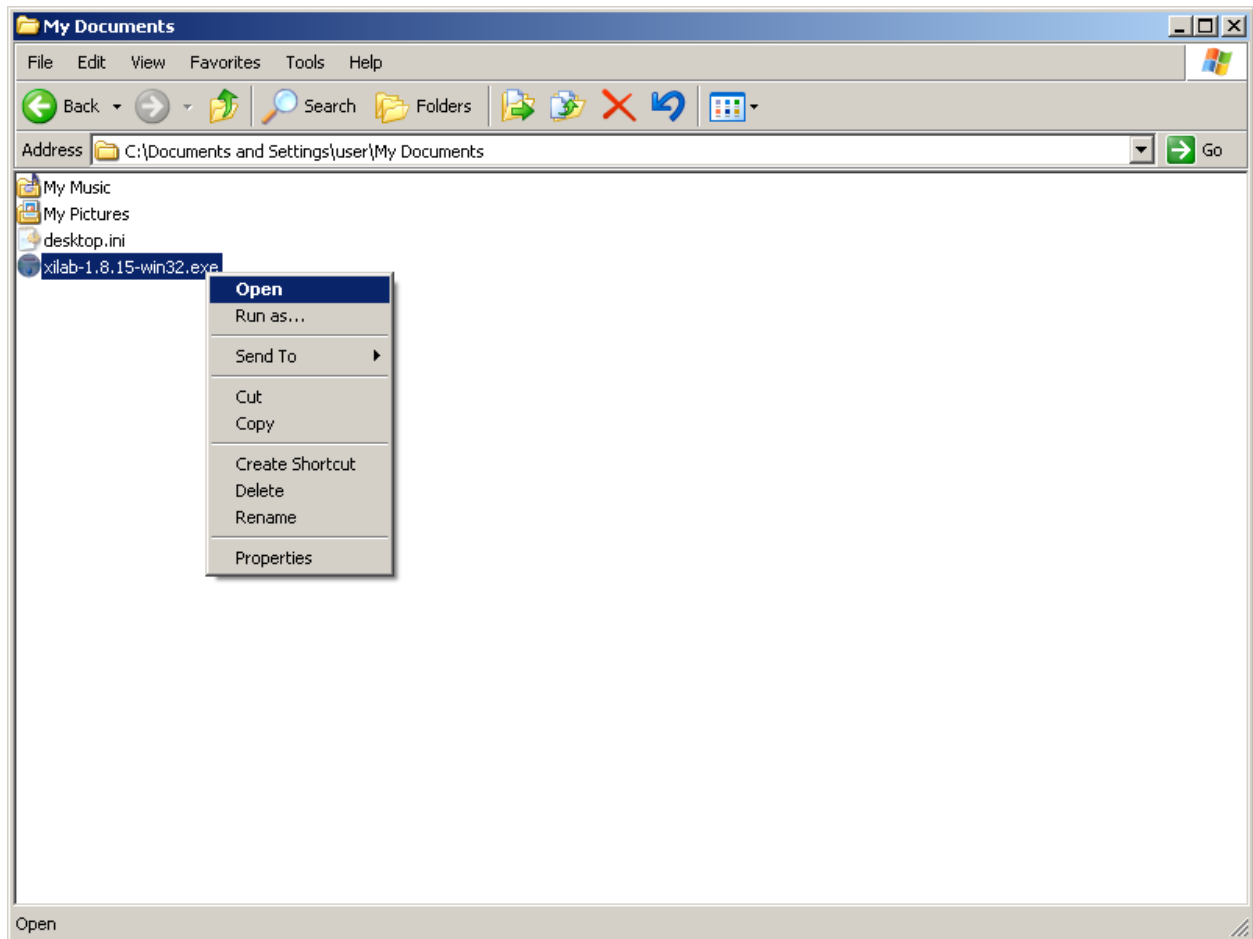 My Documents
File Edit View Favorites Tools Help
Back Search Folders
Address C:\Documents and Settings\user\My Documents Go
My Music
My Pictures
desktop.ini
xilab-1.8.15-win32.exe
Open
Run as...
Send To
Cut
Copy
Create Shortcut
Delete
Rename
Properties
Open